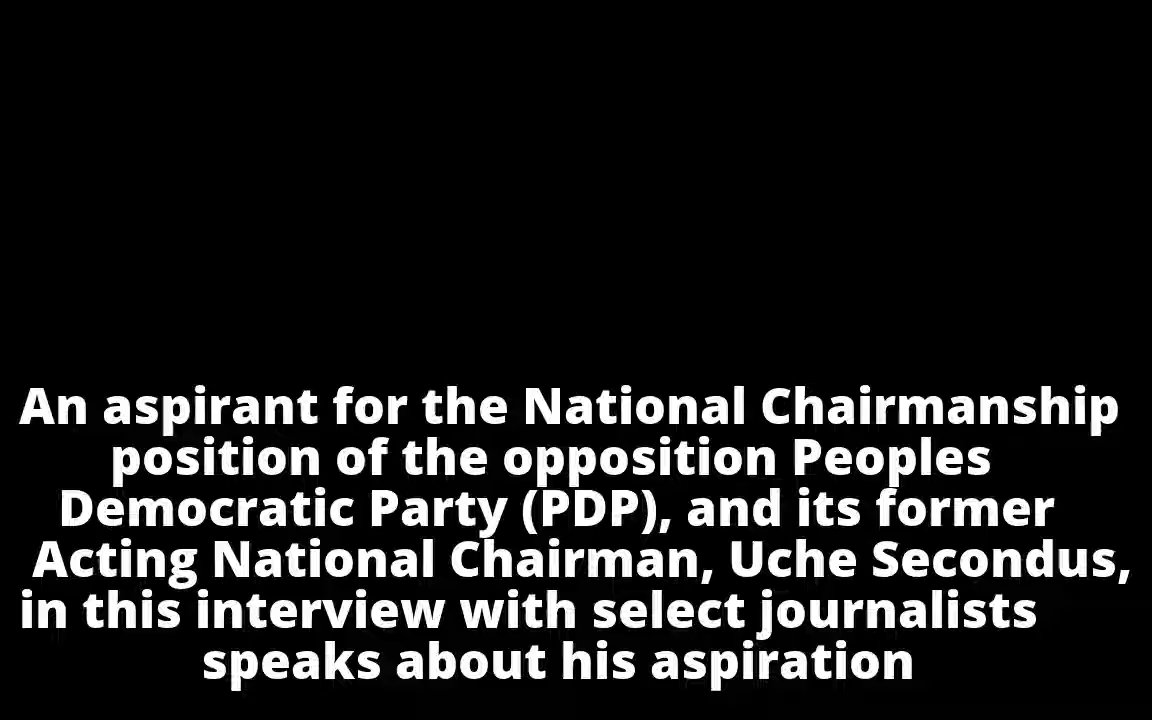 An aspirant for the National Chairmanship
position of the opposition Peoples
Democratic Party (PDP), and its former
Acting National Chairman, Uche Secondus,
in this interview with select journalists
speaks about his aspiration